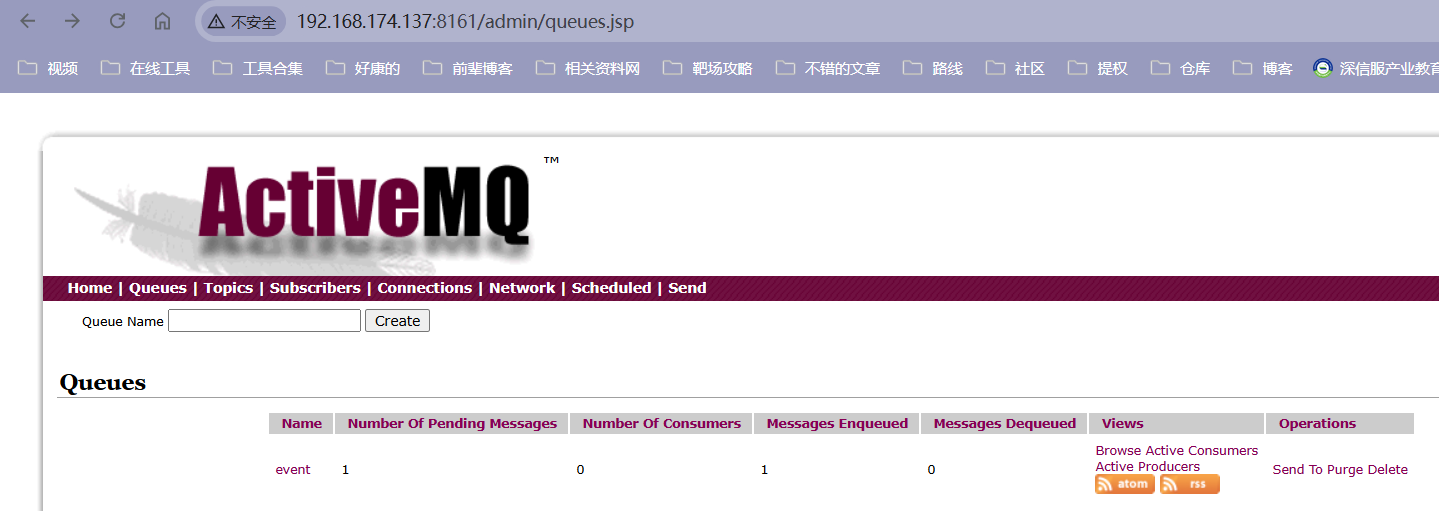 不安全 192.168.174.137:8161/admin/queues.jsp
视频 在线工具 工具合集 好康的 前辈博客 相关资料网 靶场攻略 不错的文章 路线 社区 提权 仓库 博客 深信服产业教育
ActiveMQ™
Home | Queues | Topics | Subscribers | Connections | Network | Scheduled | Send
Queue Name Create
Queues
Name Number Of Pending Messages Number Of Consumers Messages Enqueued Messages Dequeued Views Operations
event 1 0 1 0 Browse Active Consumers
Active Producers
atom rss
Send To Purge Delete